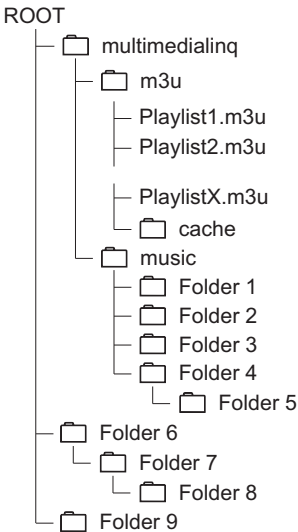 ROOT
multimedialinq
m3u
Playlist1.m3u
Playlist2.m3u
PlaylistX.m3u
cache
music
Folder 1
Folder 2
Folder 3
Folder 4
Folder 5
Folder 6
Folder 7
Folder 8
Folder 9